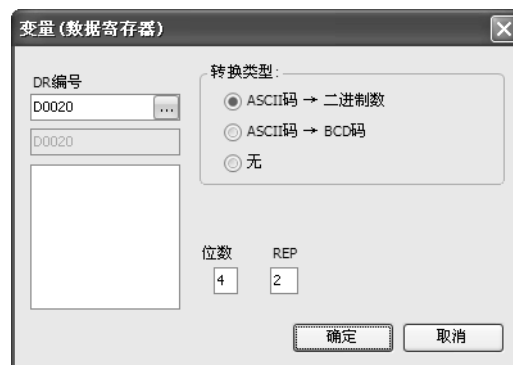 变量(数据寄存器)
DR编号
D0020
...
D0020
转换类型:
ASCII码 → 二进制数
ASCII码 → BCD码
无
位数 REP
4 2
确定 取消